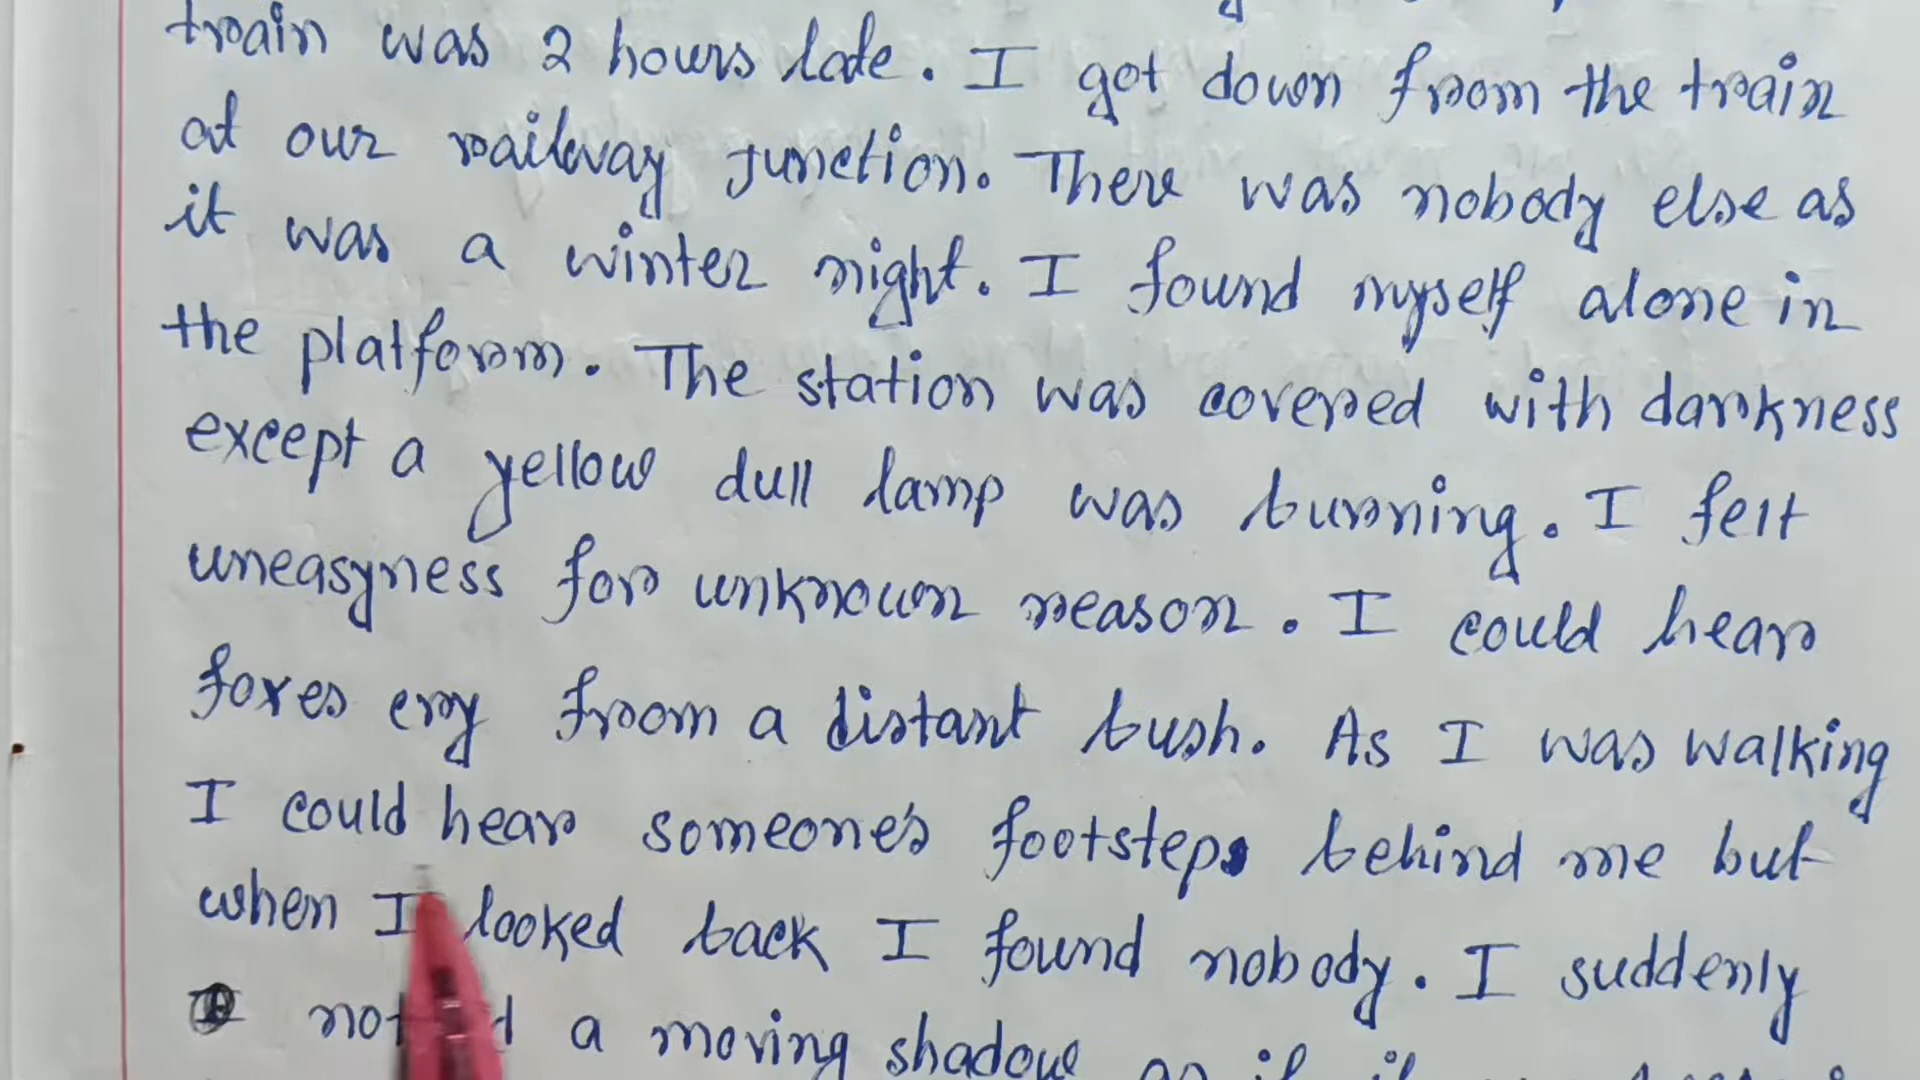 train was 2 hours late. I got down from the train
at our railway junction. There was nobody else as
it was a winter night. I found myself alone in
the platform. The station was covered with darkness
except a yellow dull lamp was burning. I felt
uneasyness for unknown reason. I could hear
foxes cry from a distant bush. As I was walking
I could hear someone's footsteps behind me but
when I looked back I found nobody. I suddenly
a moving shadow as if it